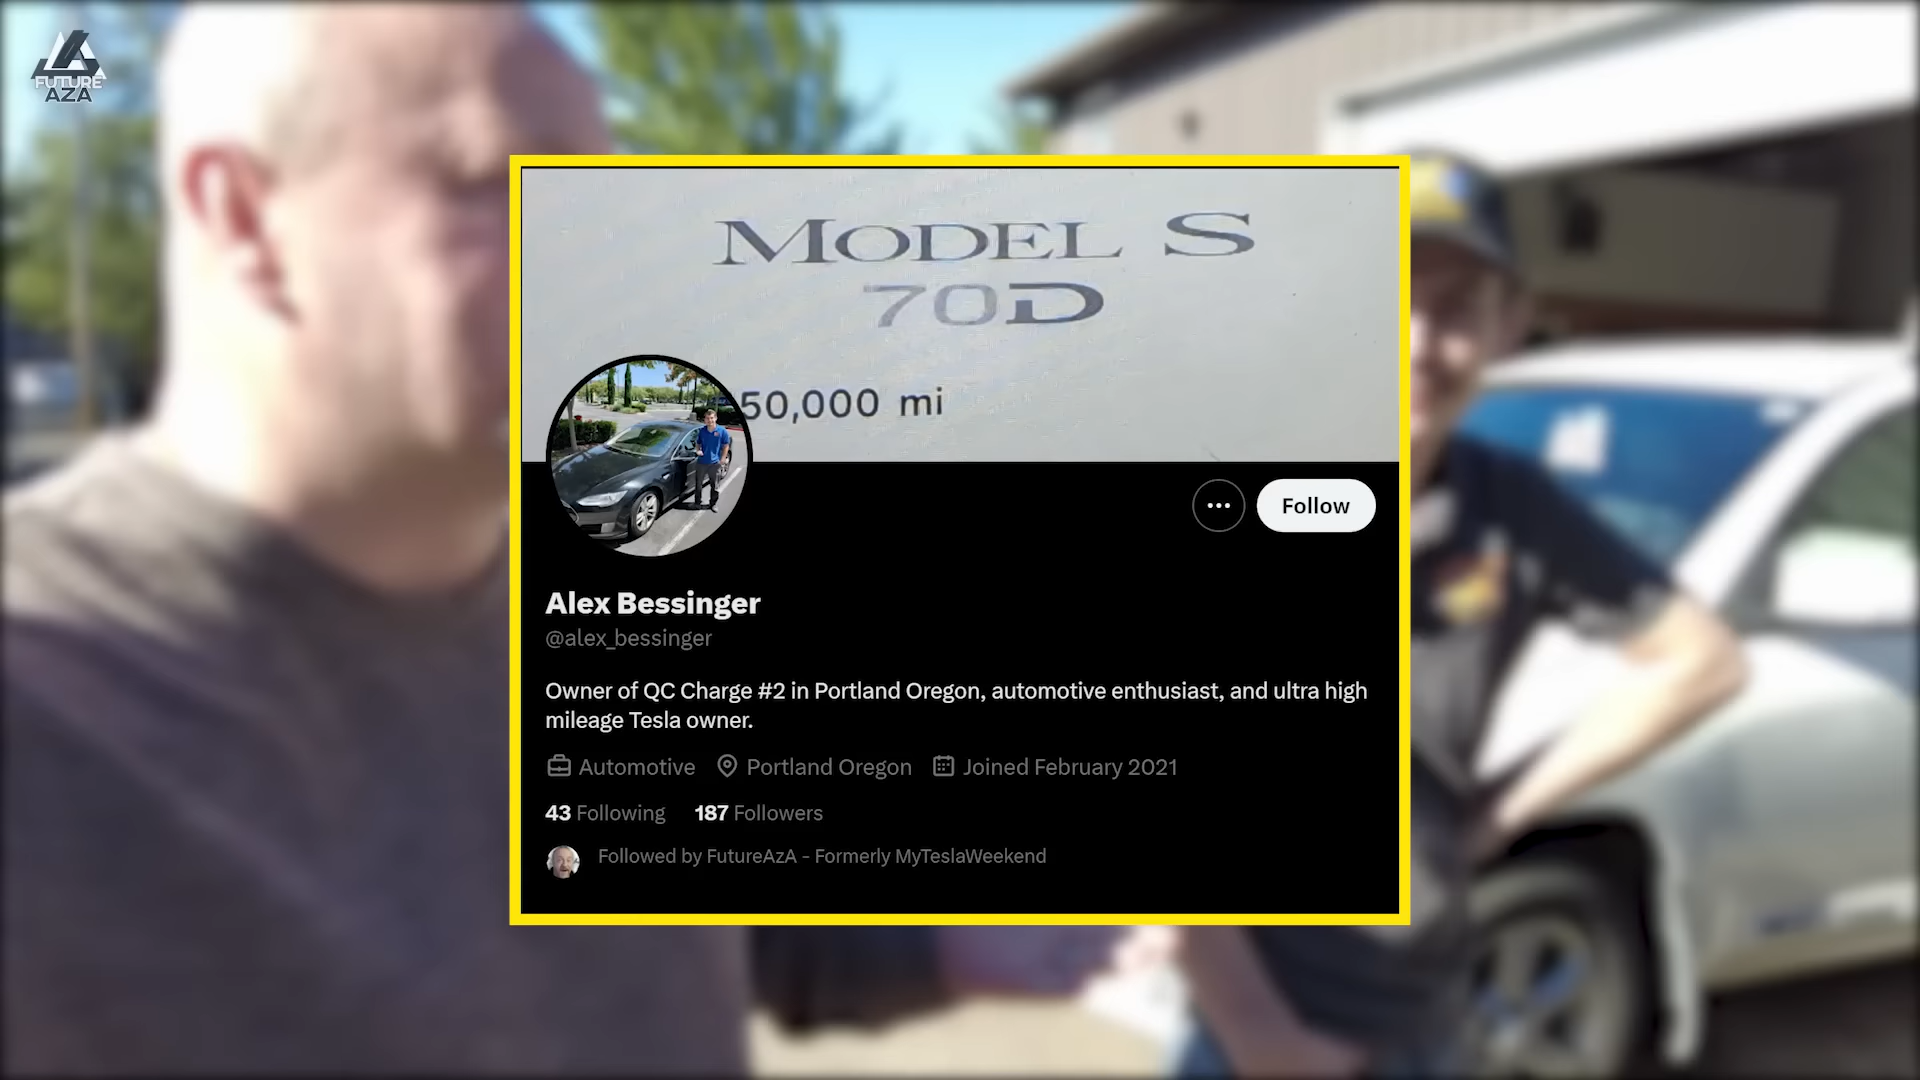 FUTURE
AZA
MODEL S
70D
50,000 mi
Follow
Alex Bessinger
@alex_bessinger
Owner of QC Charge #2 in Portland Oregon, automotive enthusiast, and ultra high
mileage Tesla owner.
Automotive Portland Oregon Joined February 2021
43 Following 187 Followers
Followed by FutureAzA - Formerly MyTeslaWeekend